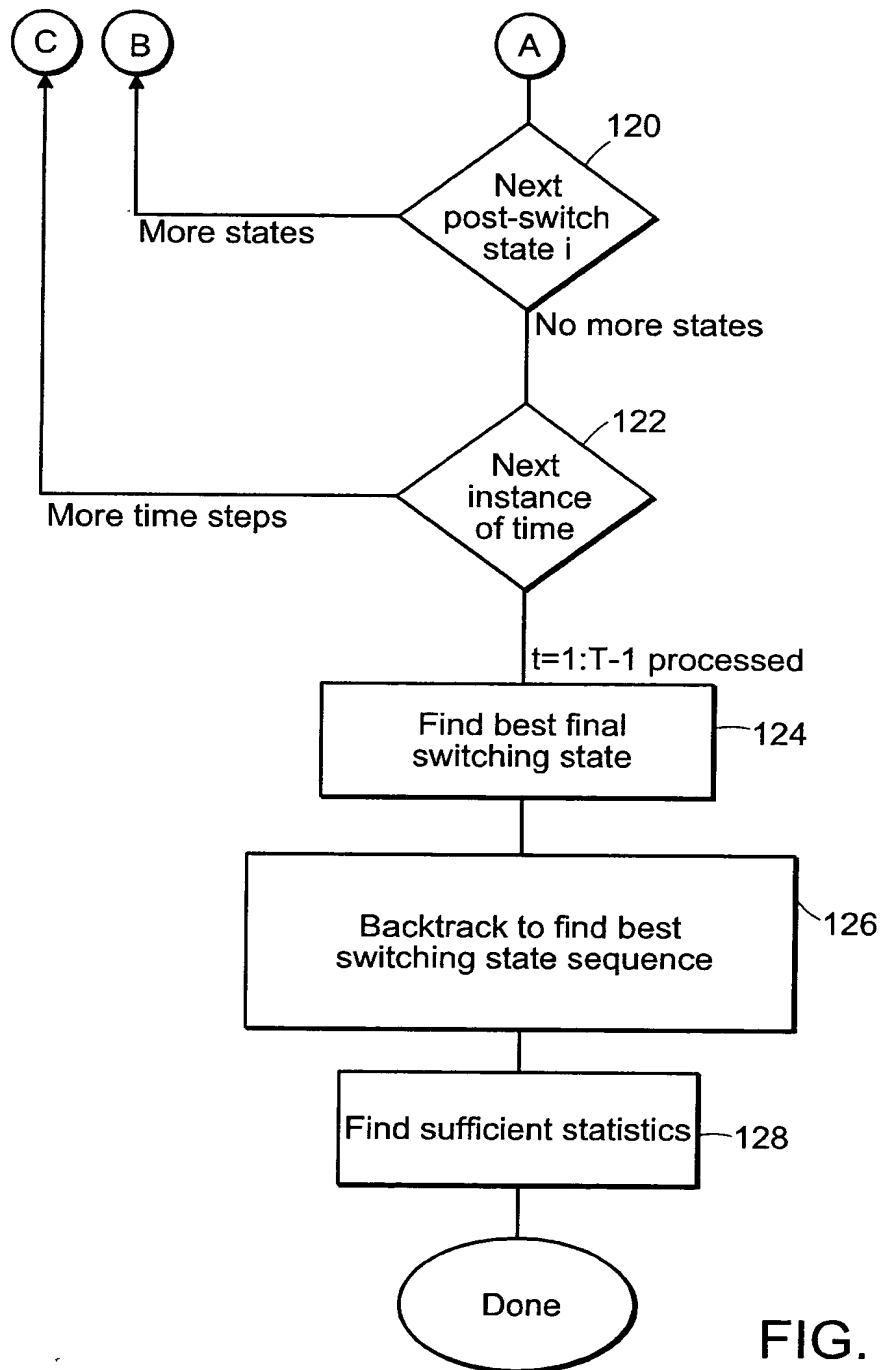 C
B
A
120
Next
post-switch
state i
More states
No more states
122
Next
instance
of time
More time steps
t=1:T-1 processed
Find best final
switching state
124
Backtrack to find best
switching state sequence
126
Find sufficient statistics
128
Done
FIG.